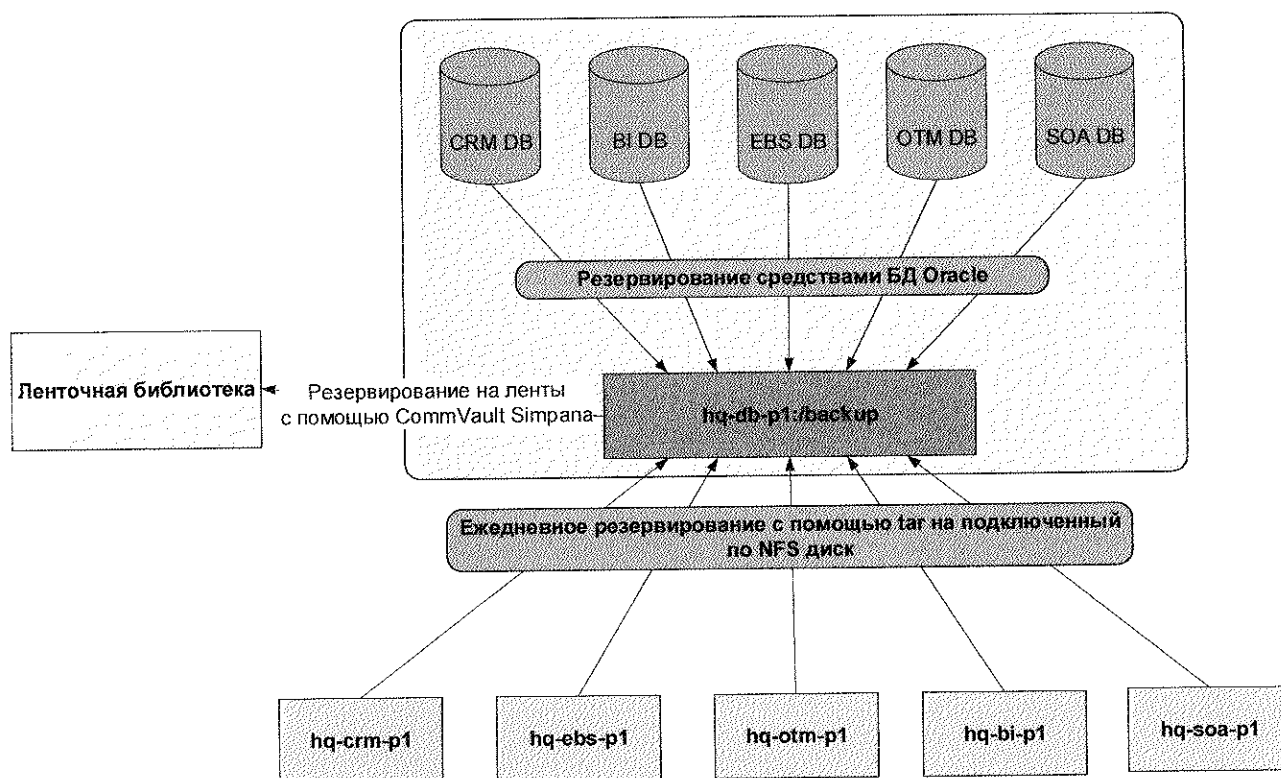 CRM DB
BI DB
EBS DB
OTM DB
SOA DB
Резервирование средствами БД Oracle
Ленточная библиотека
Резервирование на ленты
с помощью CommVault Simpana
hq-db-p1:/backup
Ежедневное резервирование с помощью tar на подключенный
по NFS диск
hq-crm-p1
hq-ebs-p1
hq-otm-p1
hq-bi-p1
hq-soa-p1